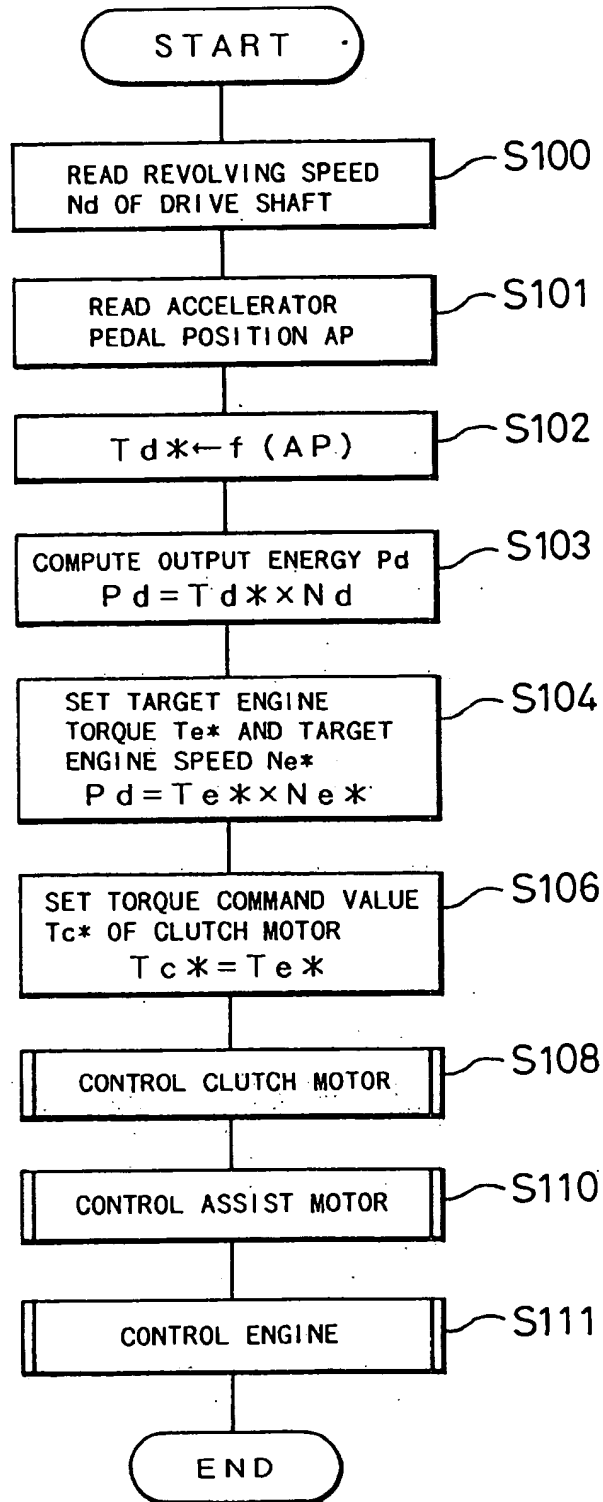 START
READ REVOLVING SPEED
Nd OF DRIVE SHAFT
S100
READ ACCELERATOR
PEDAL POSITION AP
S101
Td*←f (AP)
S102
COMPUTE OUTPUT ENERGY Pd
Pd=Td*×Nd
S103
SET TARGET ENGINE
TORQUE Te* AND TARGET
ENGINE SPEED Ne*
Pd=Te*×Ne*
S104
SET TORQUE COMMAND VALUE
Tc* OF CLUTCH MOTOR
Tc*=Te*
S106
CONTROL CLUTCH MOTOR
S108
CONTROL ASSIST MOTOR
S110
CONTROL ENGINE
S111
END